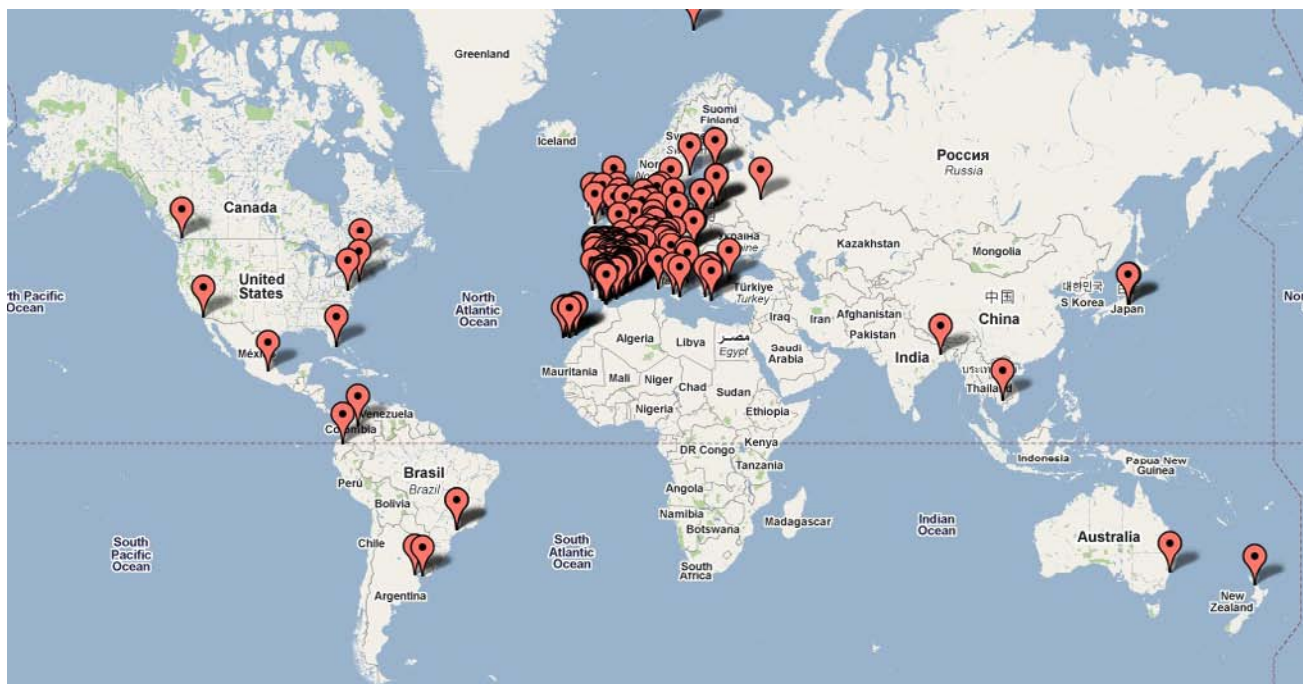 Greenland
Iceland
Suomi
Finland
Россия
Russia
Canada
Kazakhstan
Mongolia
United
States
North
Atlantic
Ocean
Türkiye
Turkey
대한민국
S Korea
Japan
中国
China
Iraq
Iran
Afghanistan
Pakistan
Algeria
Libya
مصر
Egypt
Saudi
Arabia
India
Mauritania
Mali
Niger
Chad
Sudan
Thailand
Nigeria
Ethiopia
Venezuela
Colombia
DR Congo
Kenya
Tanzania
Indonesia
Papua New
Guinea
Brasil
Brazil
Perú
Bolivia
Angola
Namibia
Botswana
Madagascar
Indian
Ocean
South
Pacific
Ocean
Chile
South
Atlantic
Ocean
South
Africa
Australia
Argentina
New
Zealand